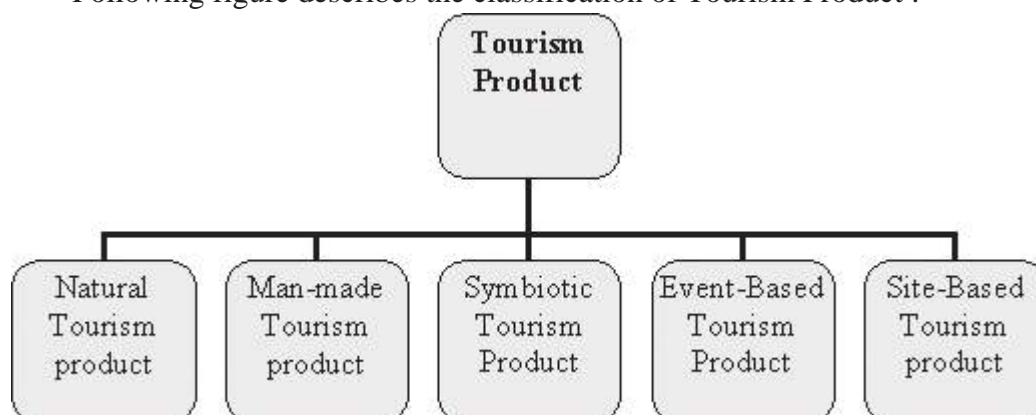 Following figure describes the classification of Tourism Product :
Tourism
Product
Natural
Tourism
product
Man-made
Tourism
product
Symbiotic
Tourism
Product
Event-Based
Tourism
Product
Site-Based
Tourism
product